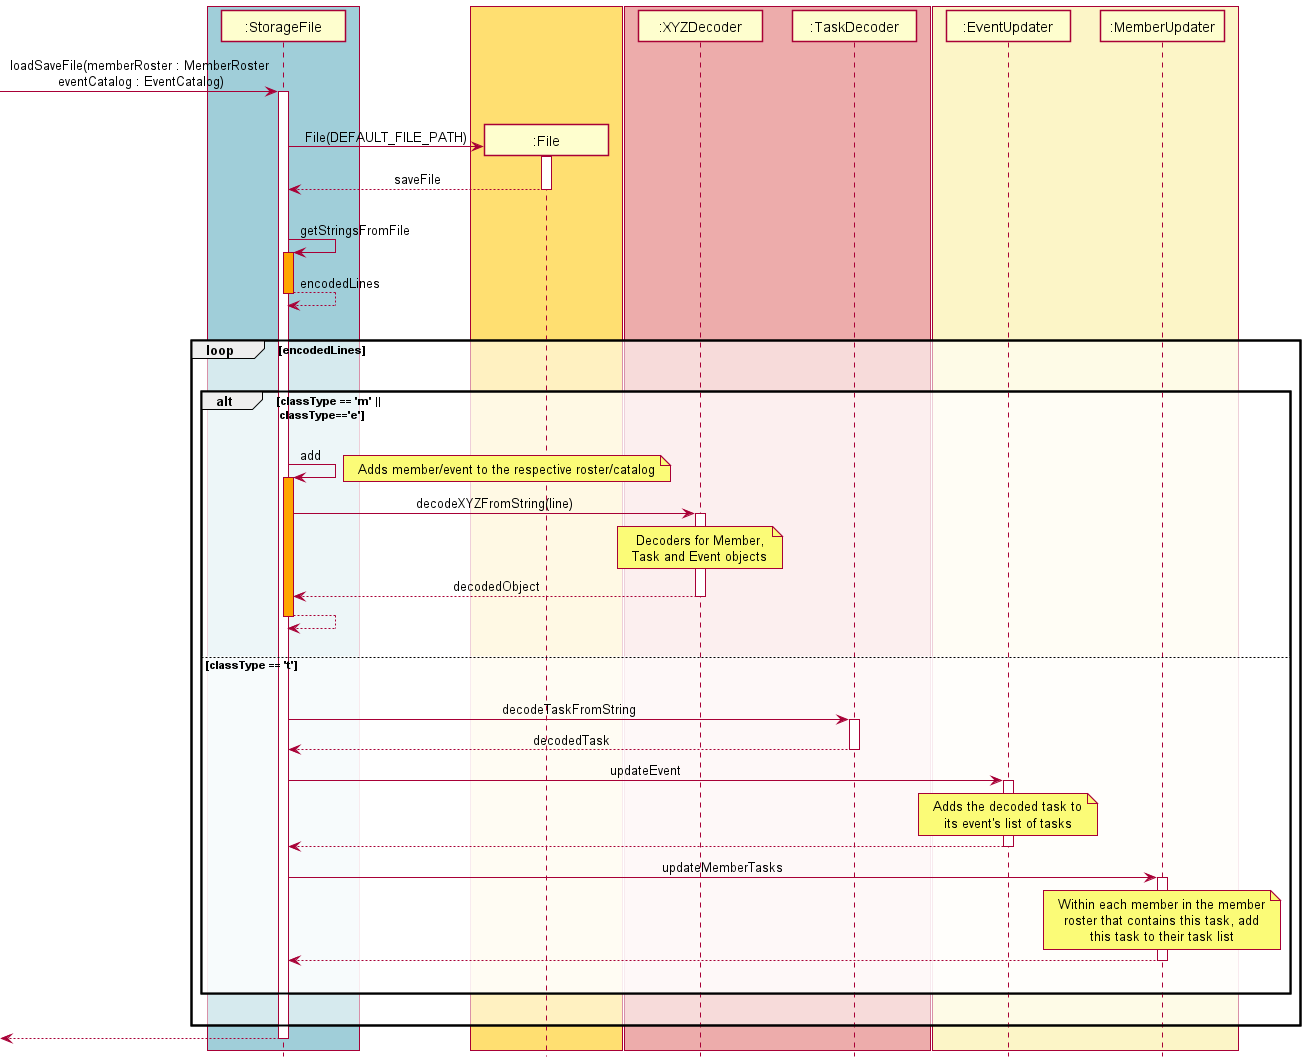 :StorageFile
:XYZDecoder
:TaskDecoder
:EventUpdater
:MemberUpdater
loadSaveFile(memberRoster : MemberRoster
eventCatalog : EventCatalog)
File(DEFAULT_FILE_PATH)
:File
saveFile
getStringsFromFile
encodedLines
loop
[encodedLines]
alt
[classType == 'm' ||
classType=='e']
add
Adds member/event to the respective roster/catalog
decodeXYZFromString(line)
Decoders for Member,
Task and Event objects
decodedObject
[classType == 't']
decodeTaskFromString
decodedTask
updateEvent
Adds the decoded task to
its event's list of tasks
updateMemberTasks
Within each member in the member
roster that contains this task, add
this task to their task list